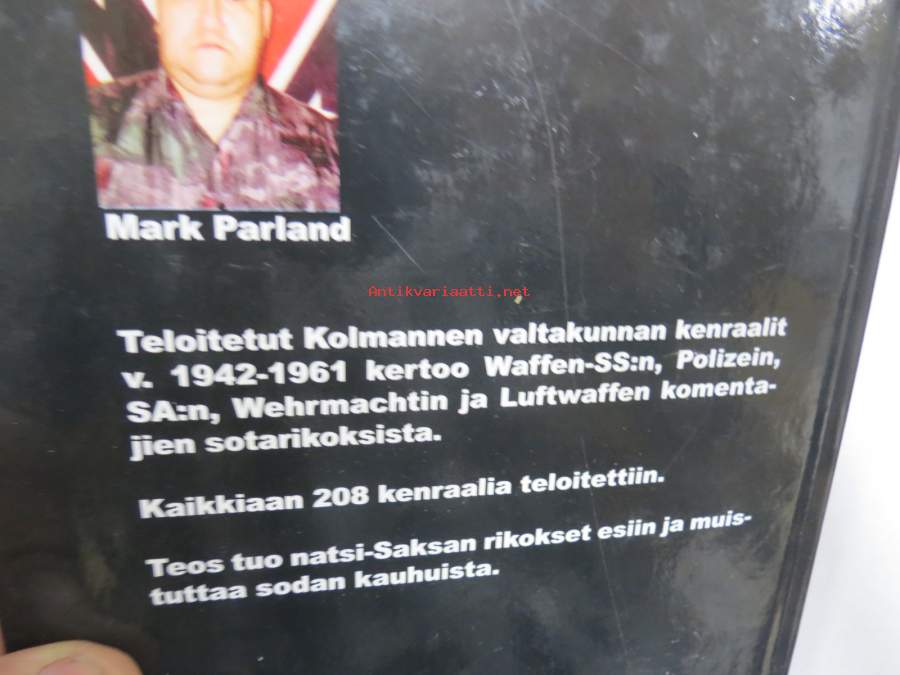 Mark Parland
Antikvariaatti.net
Teloitetut Kolmannen valtakunnan kenraalit
v. 1942-1961 kertoo Waffen-SS:n, Polizein,
SA:n, Wehrmachtin ja Luftwaffen komenta-
jien sotarikoksista.
Kaikkiaan 208 kenraalia teloitettiin.
Teos tuo natsi-Saksan rikokset esiin ja muis-
tuttaa sodan kauhuista.